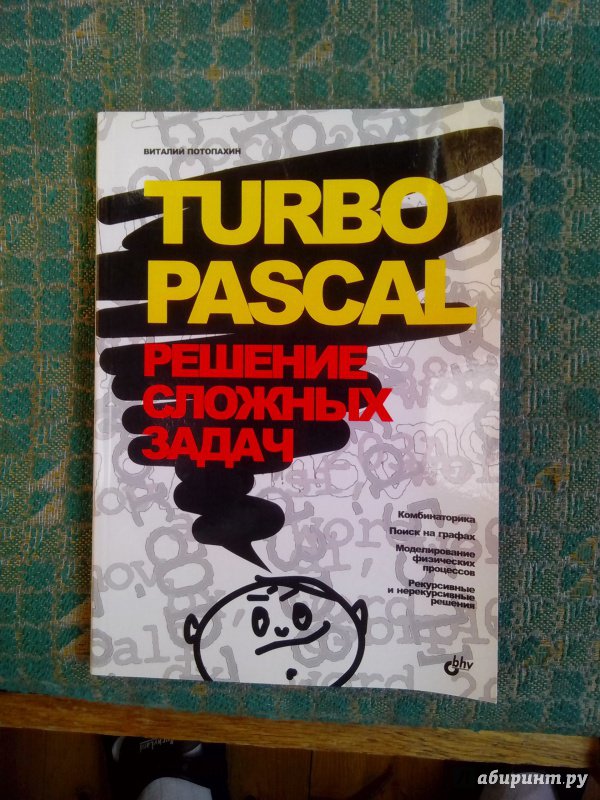 ВИТАЛИЙ ПОТОПАХИН
TURBO
PASCAL
РЕШЕНИЕ
СЛОЖНЫХ
ЗАДАЧ
Комбинаторика
Поиск на графах
Моделирование
физических
процессов
Рекурсивные
и нерекурсивные
решения
bhv
лабиринт.ру